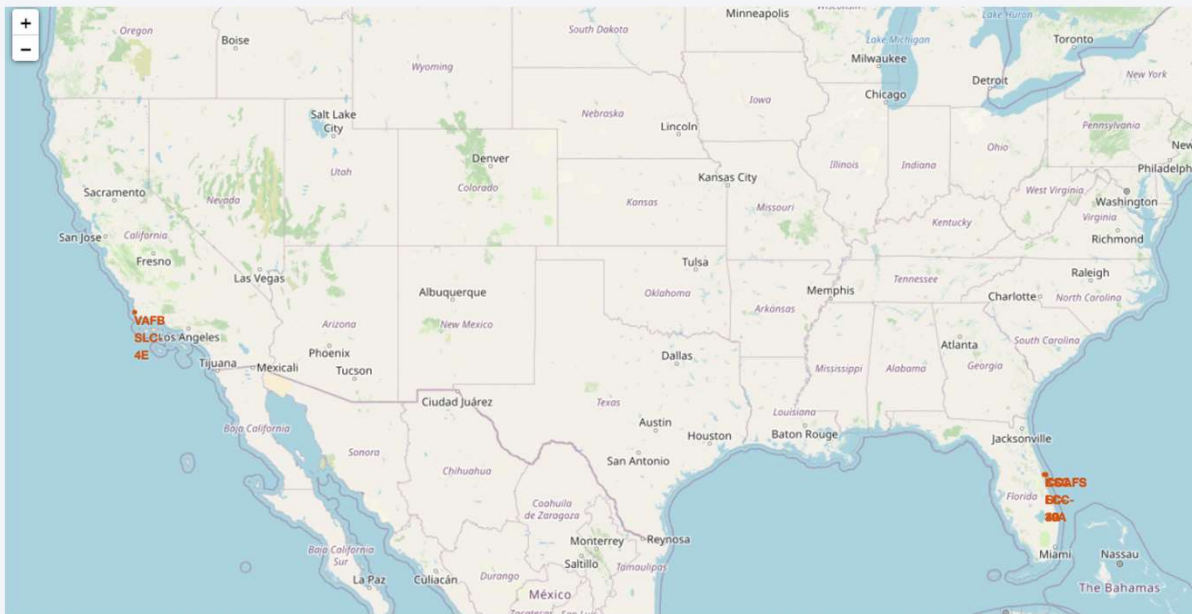 +
−
Minneapolis
Lake Huron
Oregon
South Dakota
Toronto
Boise
Lake Michigan
Milwaukee
Wyoming
New York
Detroit
Chicago
Iowa
Nebraska
Salt Lake
City
Lincoln
Pennsylvania
New
Ohio
Denver
Illinois
Indiana
Philadelph
Utah
Kansas City
Colorado
Sacramento
Nevada
West Virginia
Washington
Kansas
Missouri
Virginia
Kentucky
San Jose
California
Richmond
Fresno
Tulsa
Las Vegas
Raleigh
Tennessee
Albuquerque
Oklahoma
Memphis
Charlotte
North Carolina
Arkansas
VAFB
SLC-
4E
Los Angeles
Arizona
New Mexico
South Carolina
Atlanta
Phoenix
Dallas
Tijuana
Mexicali
Tucson
Mississippi
Alabama
Georgia
Ciudad Juárez
Texas
Louisiana
Austin
Baja California
Houston
Baton Rouge
Jacksonville
Sonora
San Antonio
Chihuahua
Florida
Coahuila
de Zaragoza
Monterrey
Reynosa
Baja California
Sur
Saltillo
Miami
Nassau
Tamaulipas
Durango
La Paz
Culiacán
The Bahamas
México